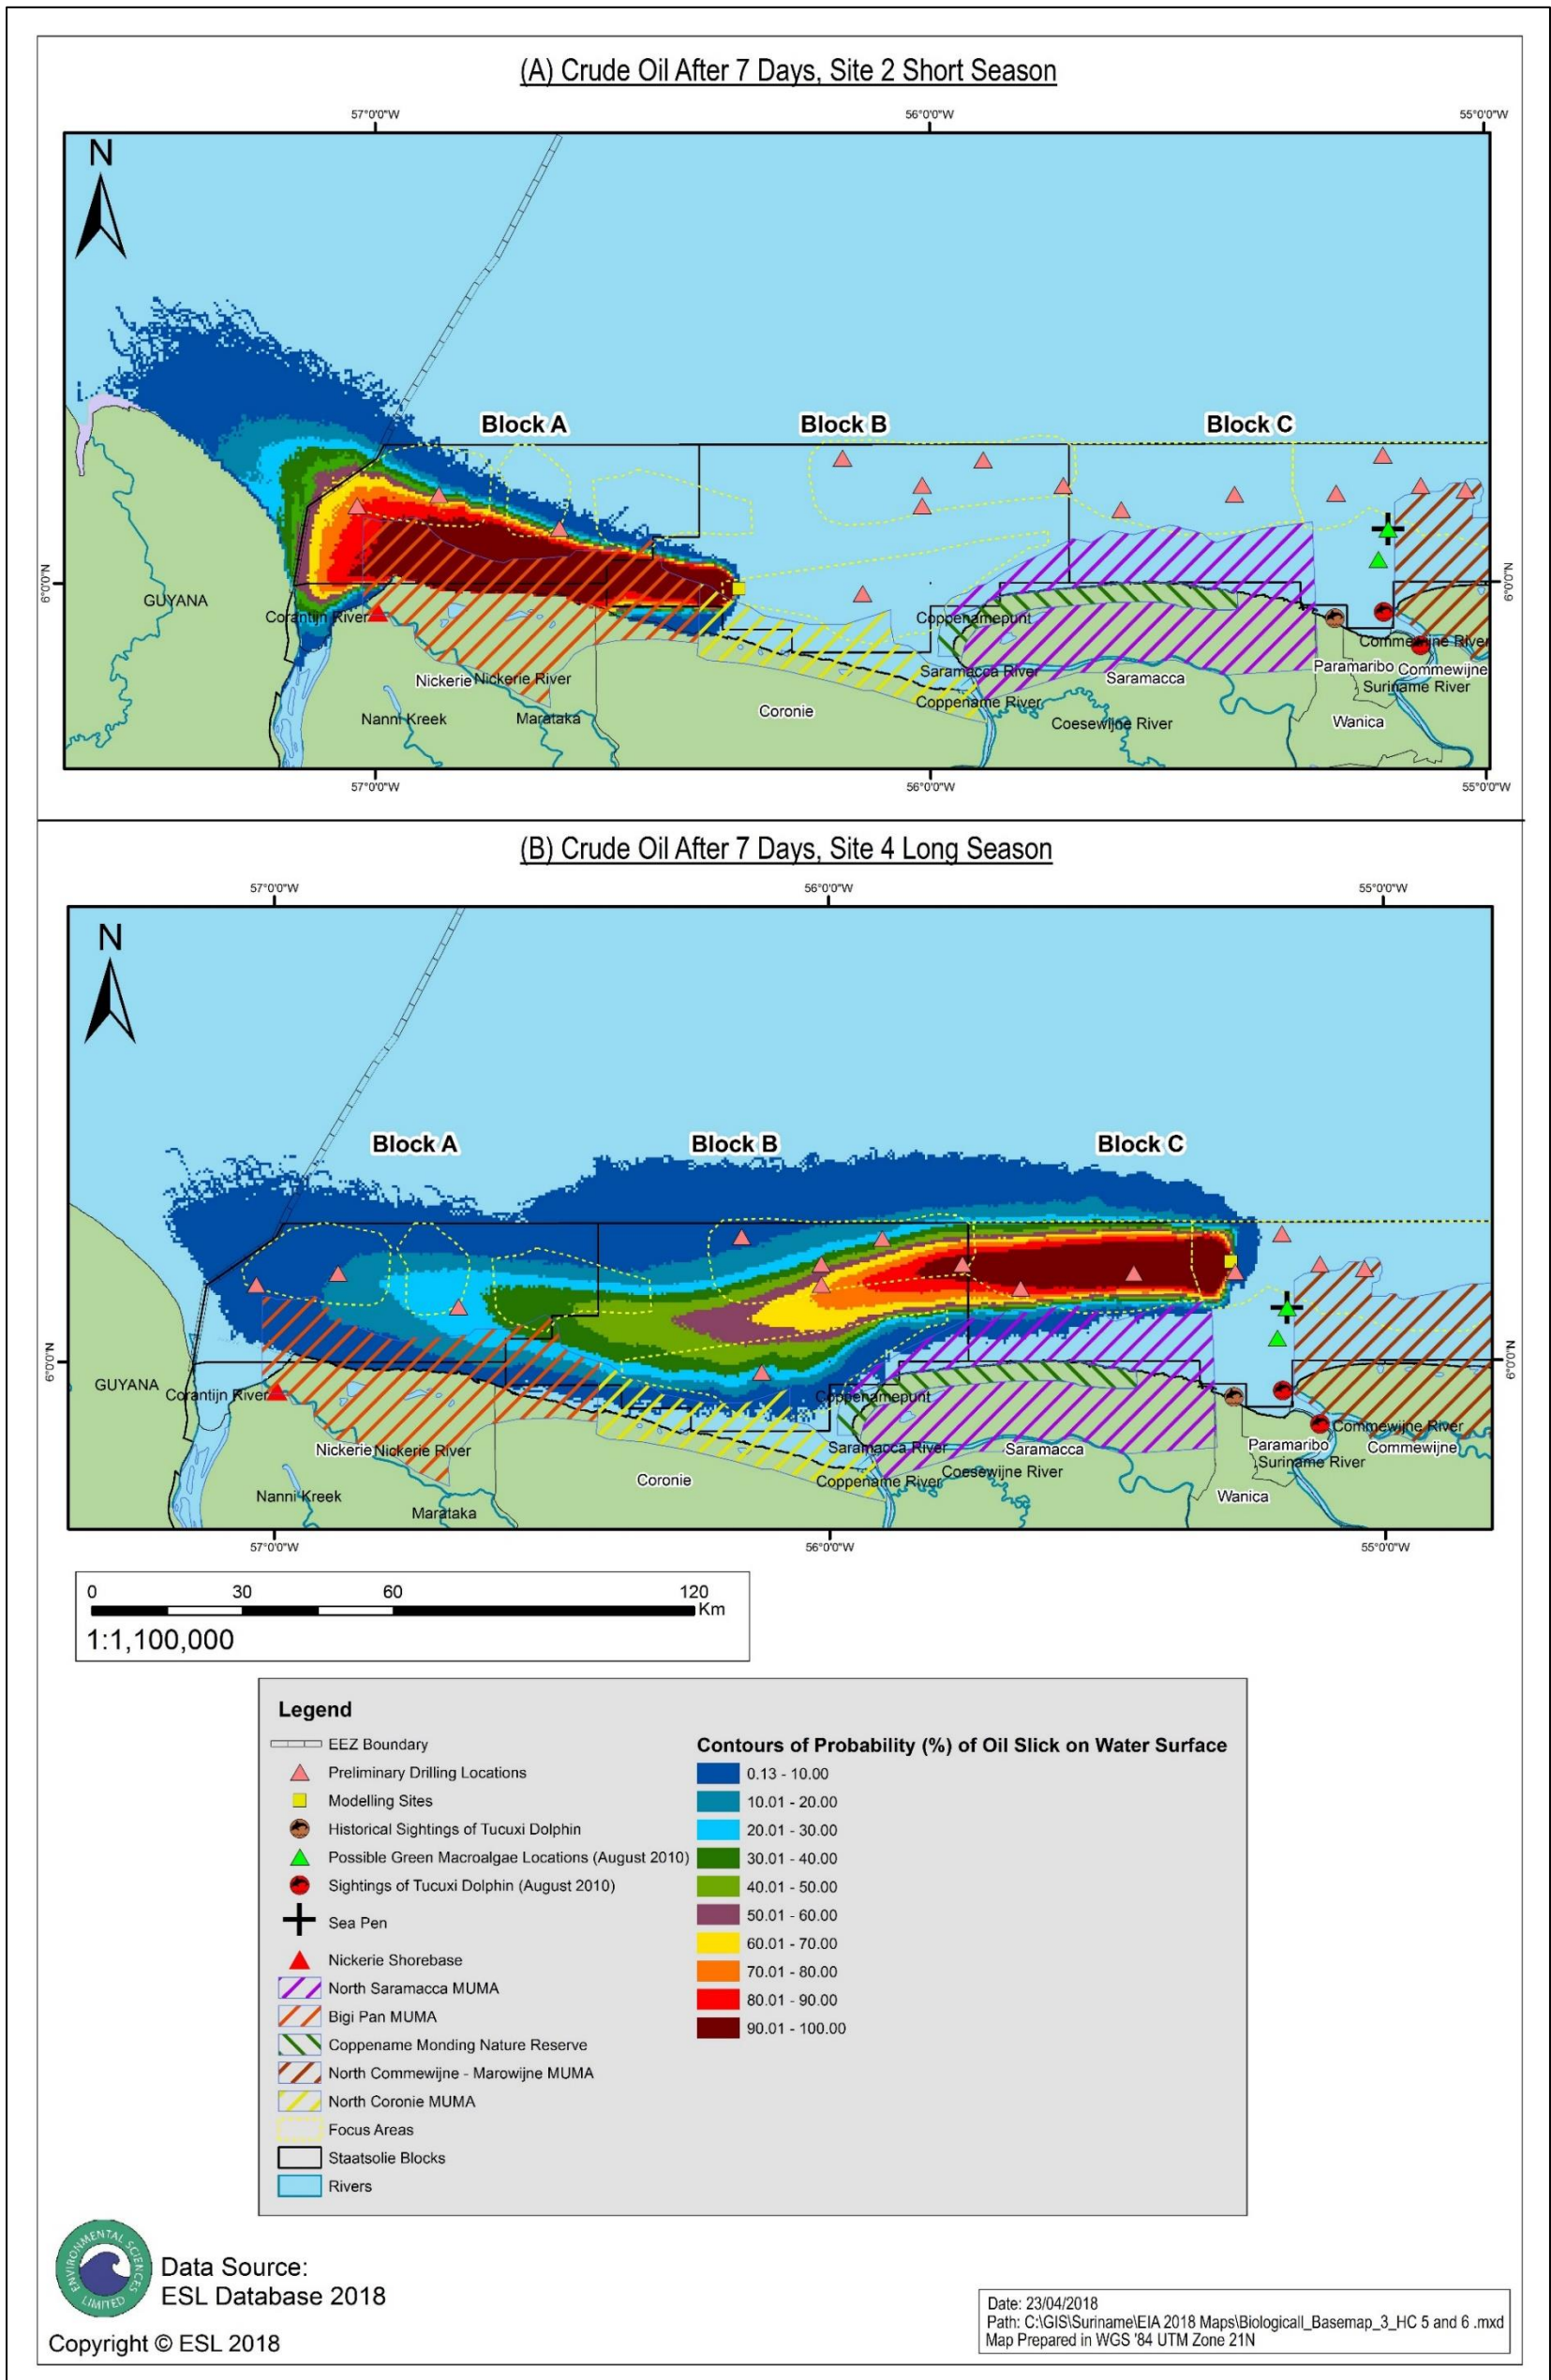 (A) Crude Oil After 7 Days, Site 2 Short Season
57°0'0"W
56°0'0"W
55°0'0"W
N
Block A
Block B
Block C
6°0'0"N
6°0'0"N
GUYANA
Corantijn River
Coppenamepunt
Commewijne River
Nickerie
Nickerie River
Saramacca River
Saramacca
Paramaribo
Commewijne
Suriname River
Nanni Kreek
Marataka
Coronie
Coppename River
Coesewijne River
Wanica
57°0'0"W
56°0'0"W
55°0'0"W
(B) Crude Oil After 7 Days, Site 4 Long Season
57°0'0"W
56°0'0"W
55°0'0"W
N
Block A
Block B
Block C
6°0'0"N
6°0'0"N
GUYANA
Corantijn River
Coppenamepunt
Commewijne River
Nickerie
Nickerie River
Saramacca River
Saramacca
Paramaribo
Commewijne
Suriname River
Nanni Kreek
Marataka
Coronie
Coppename River
Coesewijne River
Wanica
57°0'0"W
56°0'0"W
55°0'0"W
0 30 60 120
Km
1:1,100,000
Legend
EEZ Boundary
Preliminary Drilling Locations
Modelling Sites
Historical Sightings of Tucuxi Dolphin
Possible Green Macroalgae Locations (August 2010)
Sightings of Tucuxi Dolphin (August 2010)
Sea Pen
Nickerie Shorebase
North Saramacca MUMA
Bigi Pan MUMA
Coppename Monding Nature Reserve
North Commewijne - Marowijne MUMA
North Coronie MUMA
Focus Areas
Staatsolie Blocks
Rivers
Contours of Probability (%) of Oil Slick on Water Surface
0.13 - 10.00
10.01 - 20.00
20.01 - 30.00
30.01 - 40.00
40.01 - 50.00
50.01 - 60.00
60.01 - 70.00
70.01 - 80.00
80.01 - 90.00
90.01 - 100.00
ENVIRONMENTAL SCIENCES LIMITED
Data Source:
ESL Database 2018
Copyright © ESL 2018
Date: 23/04/2018
Path: C:\GIS\Suriname\EIA 2018 Maps\Biologicall_Basemap_3_HC 5 and 6 .mxd
Map Prepared in WGS '84 UTM Zone 21N